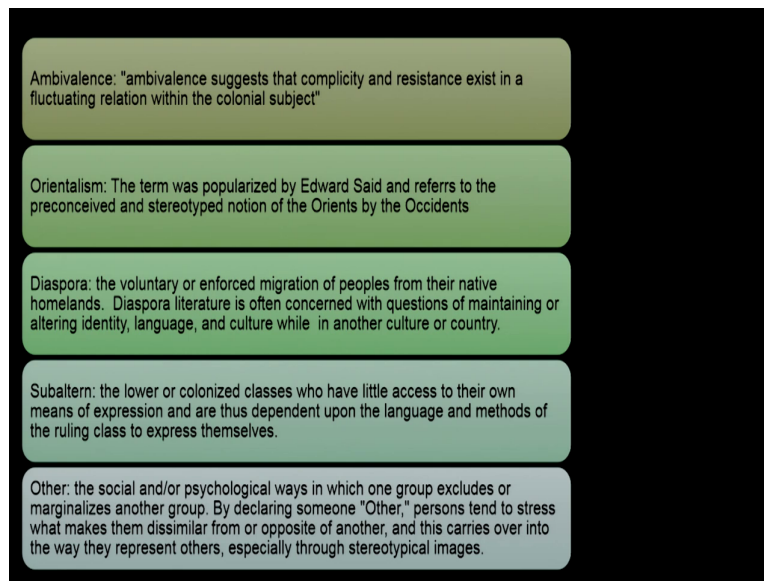 Ambivalence: "ambivalence suggests that complicity and resistance exist in a
fluctuating relation within the colonial subject"
Orientalism: The term was popularized by Edward Said and referrs to the
preconceived and stereotyped notion of the Orients by the Occidents
Diaspora: the voluntary or enforced migration of peoples from their native
homelands.  Diaspora literature is often concerned with questions of maintaining or
altering identity, language, and culture while  in another culture or country.
Subaltern: the lower or colonized classes who have little access to their own
means of expression and are thus dependent upon the language and methods of
the ruling class to express themselves.
Other: the social and/or psychological ways in which one group excludes or
marginalizes another group. By declaring someone "Other," persons tend to stress
what makes them dissimilar from or opposite of another, and this carries over into
the way they represent others, especially through stereotypical images.